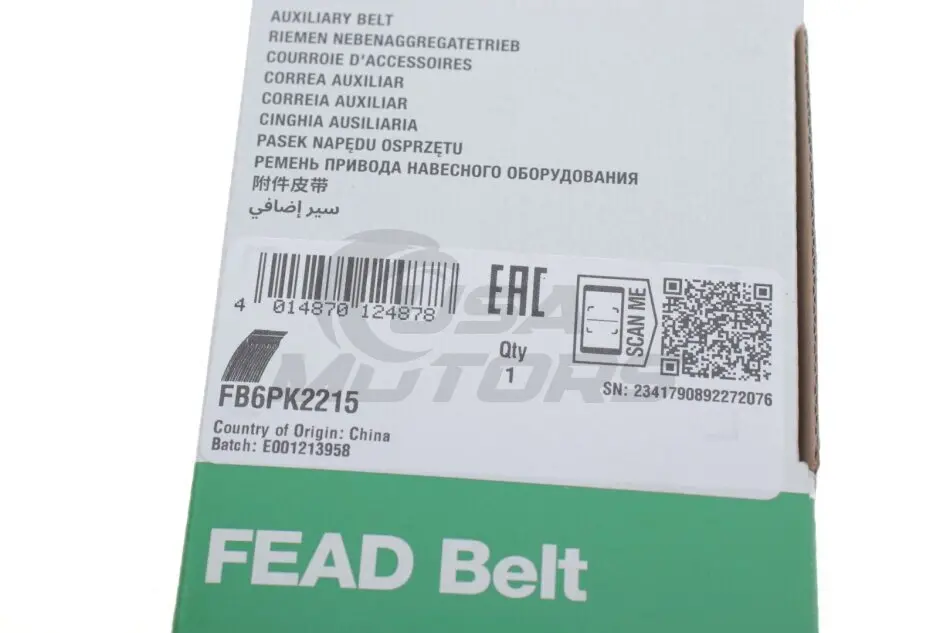 AUXILIARY BELT
RIEMEN NEBENAGGREGATETRIEB
COURROIE D'ACCESSOIRES
CORREA AUXILIAR
CORREIA AUXILIAR
CINGHIA AUSILIARIA
PASEK NAPĘDU OSPRZĘTU
РЕМЕНЬ ПРИВОДА НАВЕСНОГО ОБОРУДОВАНИЯ
附件皮带
سير إضافي
4 014870 124878
EAC
Qty
1
SCAN ME
SN: 2341790892272076
USA
MOTORS
FB6PK2215
Country of Origin: China
Batch: E001213958
FEAD Belt